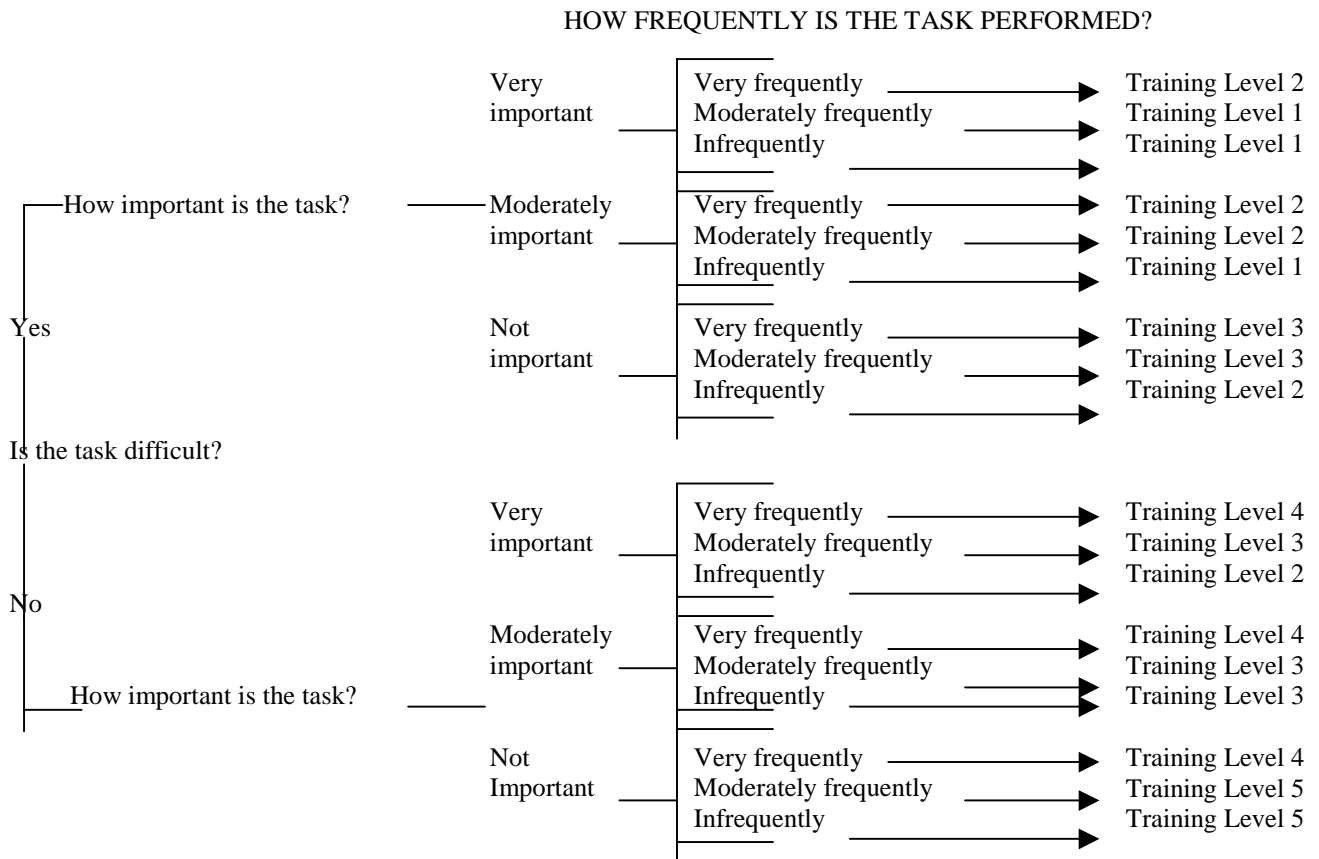 HOW FREQUENTLY IS THE TASK PERFORMED?
Very Very frequently Training Level 2
important Moderately frequently Training Level 1
Infrequently Training Level 1
How important is the task? Moderately Very frequently Training Level 2
important Moderately frequently Training Level 2
Infrequently Training Level 1
Yes Not Very frequently Training Level 3
important Moderately frequently Training Level 3
Infrequently Training Level 2
Is the task difficult?
Very Very frequently Training Level 4
important Moderately frequently Training Level 3
Infrequently Training Level 2
No
Moderately Very frequently Training Level 4
important Moderately frequently Training Level 3
How important is the task? Infrequently Training Level 3
Not Very frequently Training Level 4
Important Moderately frequently Training Level 5
Infrequently Training Level 5